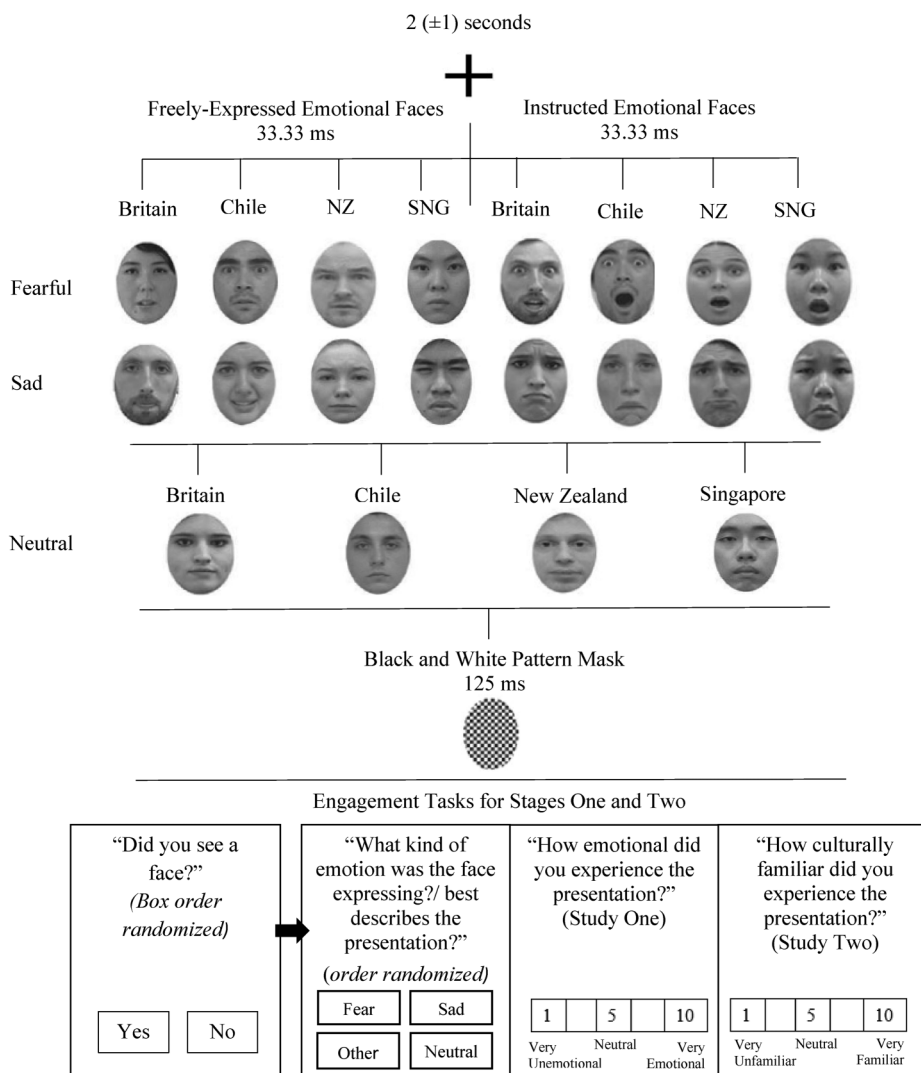 2 (±1) seconds
Freely-Expressed Emotional Faces
33.33 ms
Instructed Emotional Faces
33.33 ms
Britain Chile NZ SNG Britain Chile NZ SNG
Fearful
Sad
Britain Chile New Zealand Singapore
Neutral
Black and White Pattern Mask
125 ms
Engagement Tasks for Stages One and Two
“Did you see a
face?”
(Box order
randomized)
Yes No
“What kind of
emotion was the face
expressing?/ best
describes the
presentation?”
(order randomized)
Fear Sad
Other Neutral
“How emotional did
you experience the
presentation?”
(Study One)
1 5 10
Very Neutral Very
Unemotional Emotional
“How culturally
familiar did you
experience the
presentation?”
(Study Two)
1 5 10
Very Neutral Very
Unfamiliar Familiar